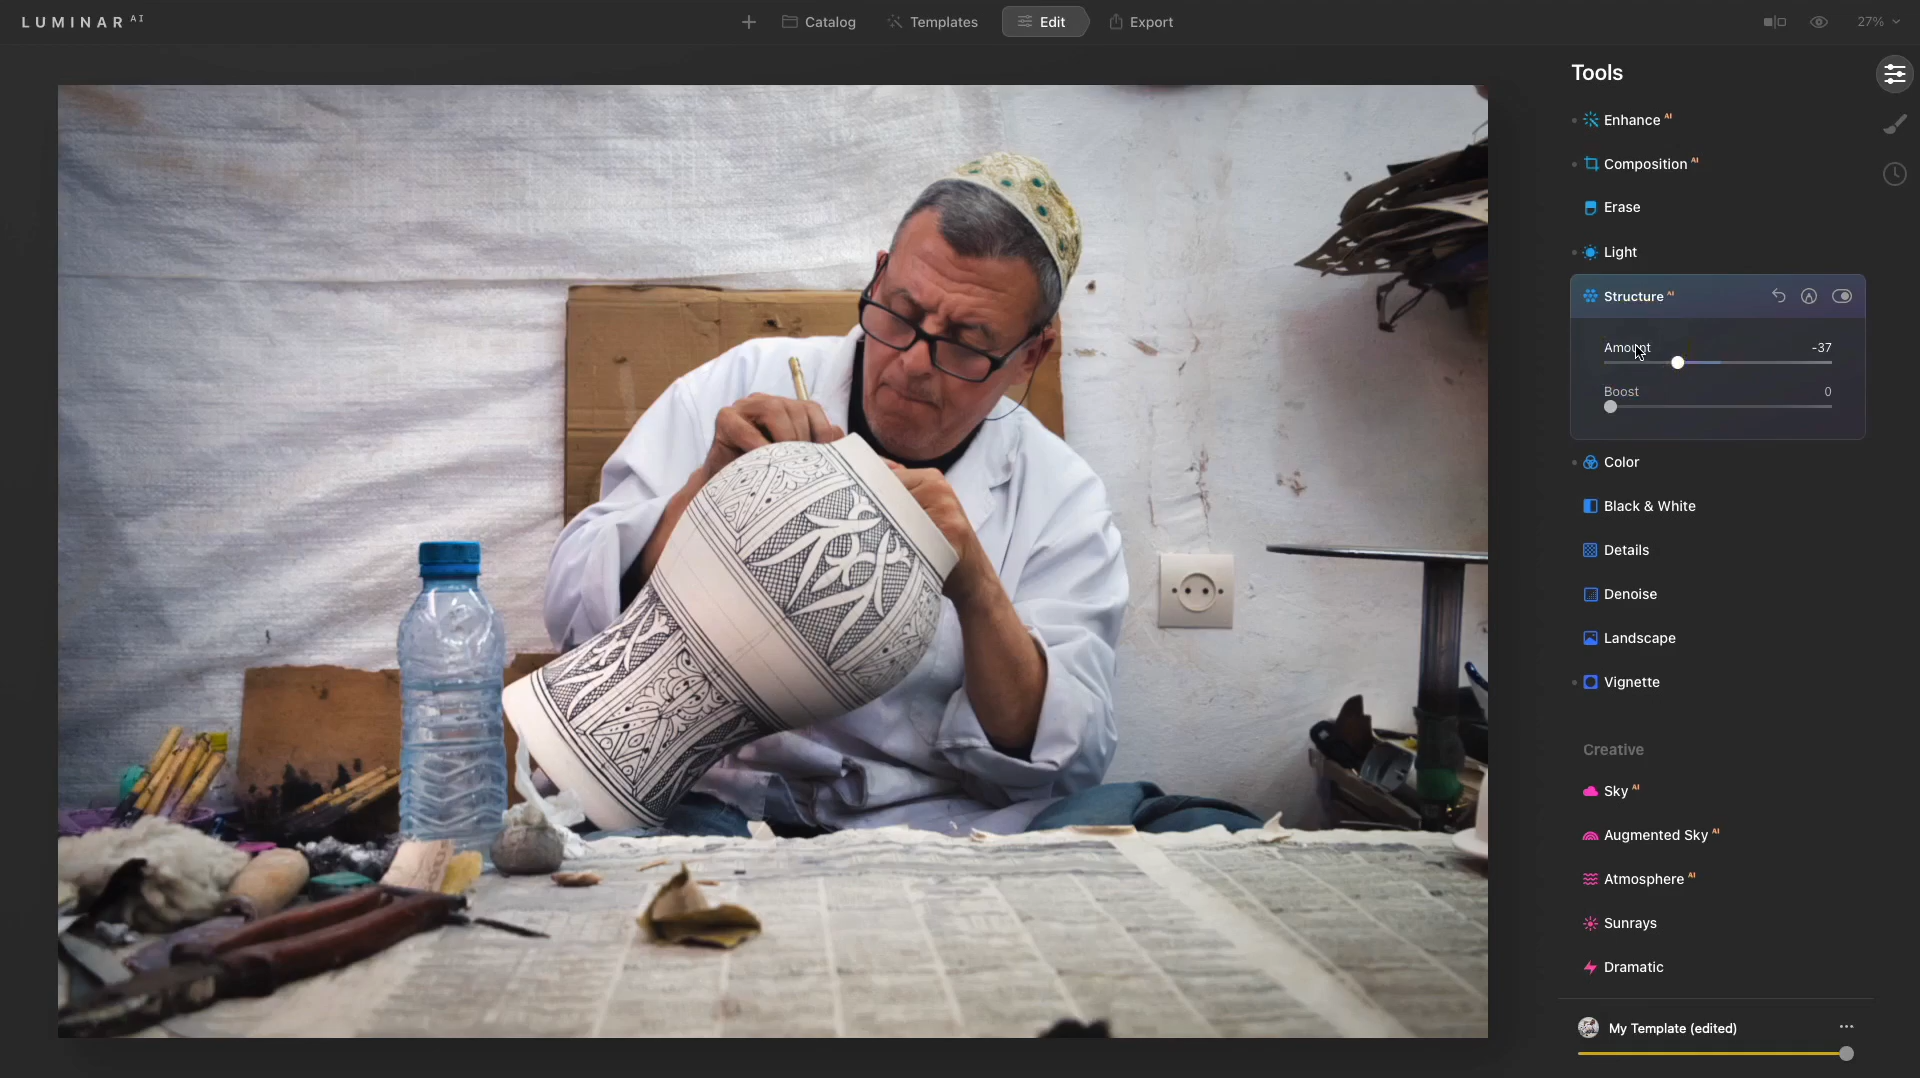 LUMINAR AI
Catalog
Templates
Edit
Export
27%
Tools
Enhance AI
Composition AI
Erase
Light
Structure AI
Amount -37
Boost 0
Color
Black & White
Details
Denoise
Landscape
Vignette
Creative
Sky AI
Augmented Sky AI
Atmosphere AI
Sunrays
Dramatic
My Template (edited)